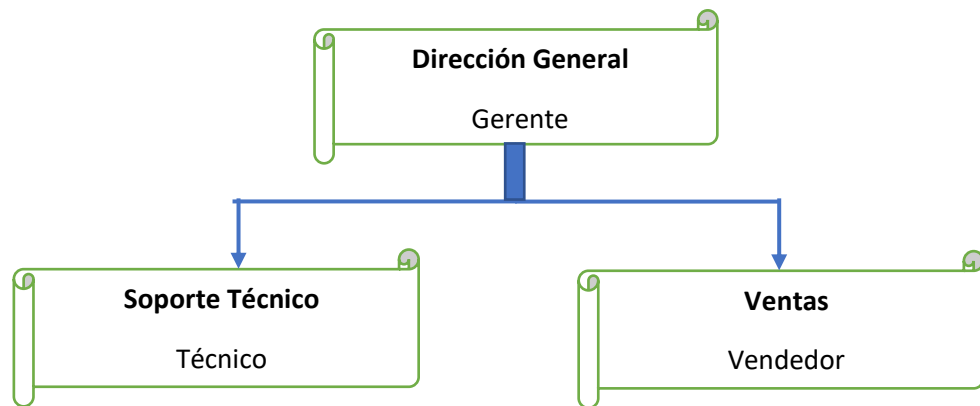 Dirección General
Gerente
Soporte Técnico
Técnico
Ventas
Vendedor